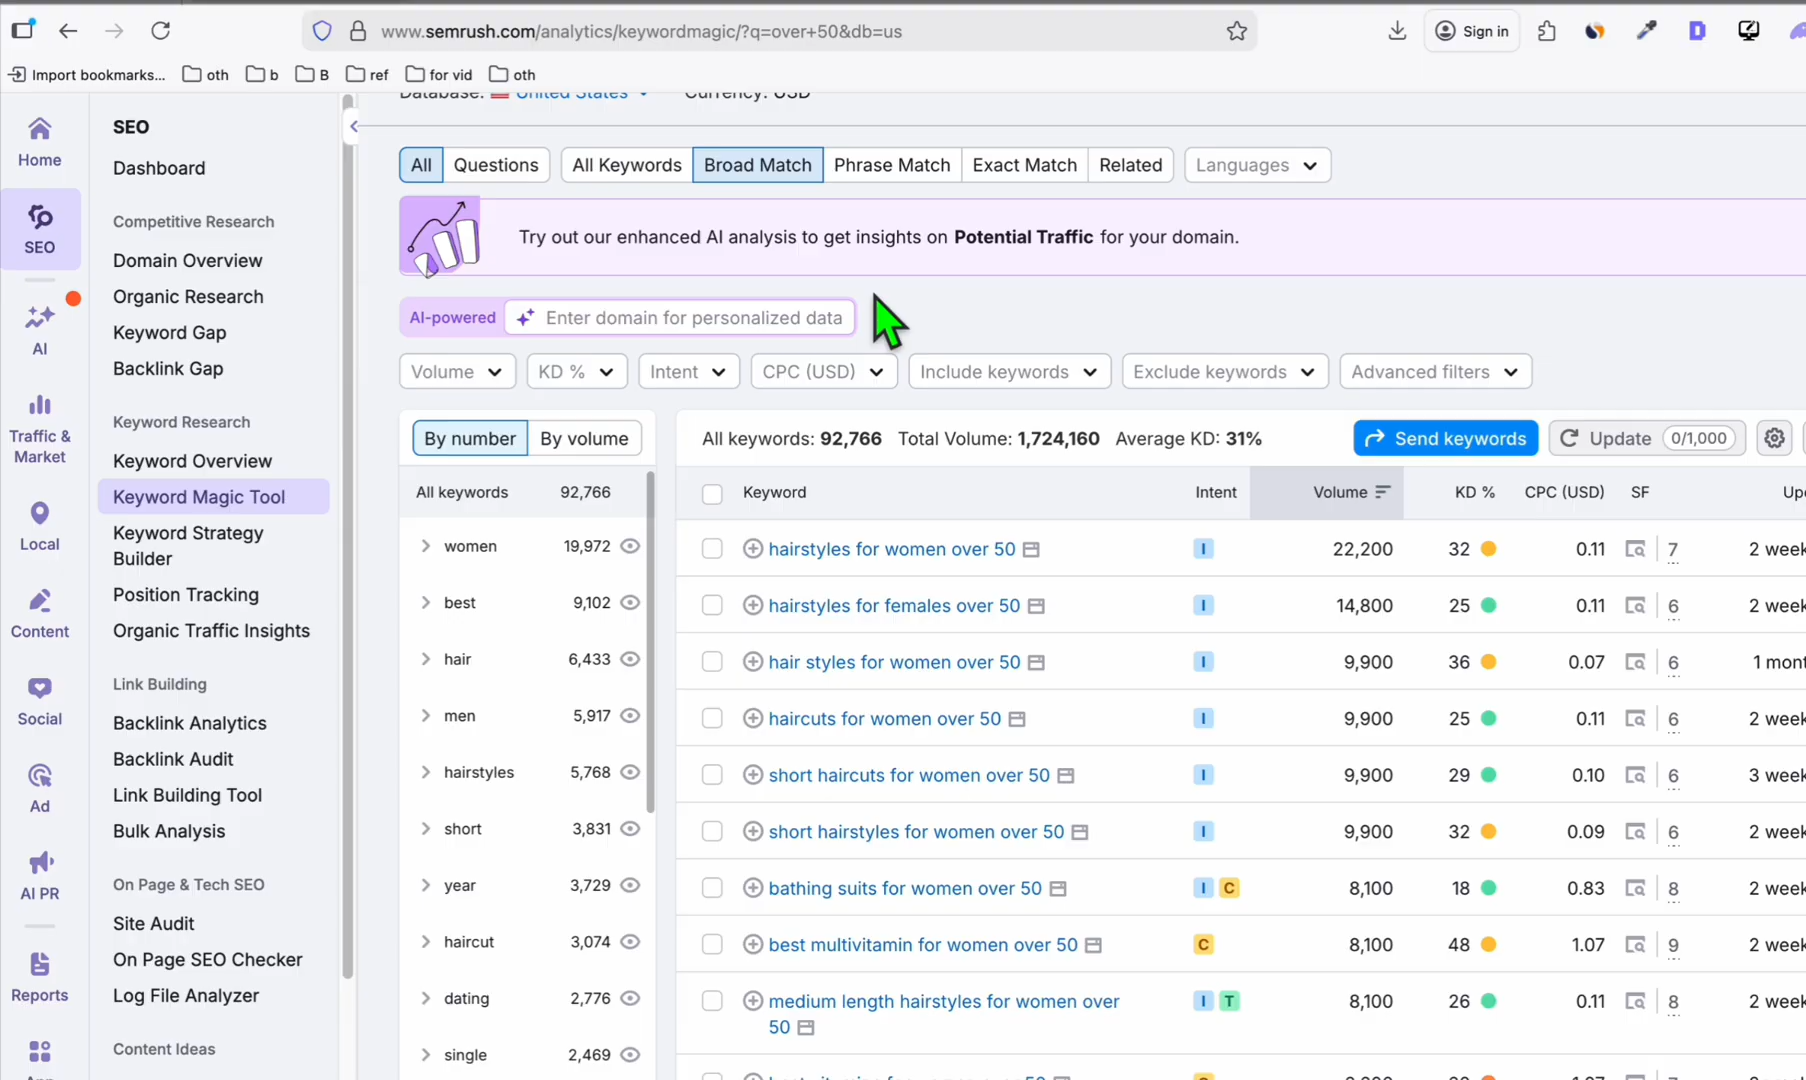 www.semrush.com/analytics/keywordmagic/?q=over+50&db=us
Sign in
Import bookmarks...
oth
b
B
ref
for vid
oth
Home
SEO
AI
Traffic &
Market
Local
Content
Social
Ad
AI PR
Reports
SEO
Dashboard
Competitive Research
Domain Overview
Organic Research
Keyword Gap
Backlink Gap
Keyword Research
Keyword Overview
Keyword Magic Tool
Keyword Strategy
Builder
Position Tracking
Organic Traffic Insights
Link Building
Backlink Analytics
Backlink Audit
Link Building Tool
Bulk Analysis
On Page & Tech SEO
Site Audit
On Page SEO Checker
Log File Analyzer
Content Ideas
Database: United States Currency: USD
All Questions All Keywords Broad Match Phrase Match Exact Match Related Languages
Try out our enhanced AI analysis to get insights on Potential Traffic for your domain.
AI-powered Enter domain for personalized data
Volume KD % Intent CPC (USD) Include keywords Exclude keywords Advanced filters
By number By volume
All keywords 92,766
women 19,972
best 9,102
hair 6,433
men 5,917
hairstyles 5,768
short 3,831
year 3,729
haircut 3,074
dating 2,776
single 2,469
All keywords: 92,766 Total Volume: 1,724,160 Average KD: 31% Send keywords Update 0/1,000
Keyword Intent Volume KD % CPC (USD) SF
hairstyles for women over 50 I 22,200 32 0.11 7 2 week
hairstyles for females over 50 I 14,800 25 0.11 6 2 week
hair styles for women over 50 I 9,900 36 0.07 6 1 mont
haircuts for women over 50 I 9,900 25 0.11 6 2 week
short haircuts for women over 50 I 9,900 29 0.10 6 3 week
short hairstyles for women over 50 I 9,900 32 0.09 6 2 week
bathing suits for women over 50 I C 8,100 18 0.83 8 2 week
best multivitamin for women over 50 C 8,100 48 1.07 9 2 week
medium length hairstyles for women over
50 I T 8,100 26 0.11 8 2 week